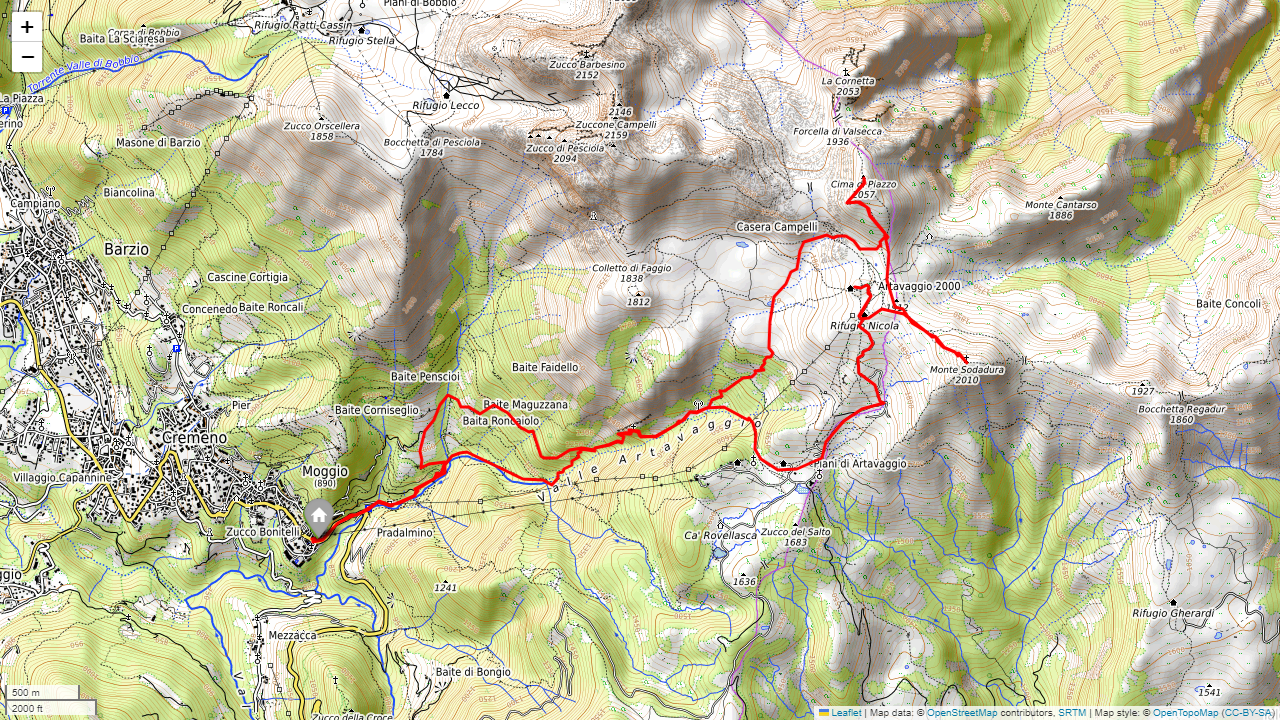 +
−
Piani di Bobbio
Rifugio Ratti-Cassin
Baita La Sciaresa
Rifugio Stella
Torrente Valle di Bobbio
La Piazza
Zucco Barbesino
2152
La Cornetta
2053
Rifugio Lecco
2146
Zuccone Campelli
2159
Zucco Orscellera
1858
Masone di Barzio
Bocchetta di Pesciola
1784
Zucco di Pesciola
2094
Forcella di Valsecca
1936
Biancolina
Campiano
Cima di Piazzo
2057
Monte Cantarso
1886
Barzio
Casera Campelli
Cascine Cortigia
Colletto di Faggio
1838
1812
Artavaggio 2000
Concenedo
Baite Roncali
Baite Concoli
Rifugio Nicola
Baite Penscioi
Baite Faidello
Monte Sodadura
2010
1927
Pier
Baite Corniseglio
Baite Maguzzana
Baita Roncaiolo
Bocchetta Regadur
1860
Cremeno
Valle Artavaggio
Moggio
(890)
Piani di Artavaggio
Villaggio Capannine
Zucco Bonitelli
Pradalmino
Ca' Rovellasca
Zucco del Salto
1683
1241
1636
Rifugio Gherardi
Mezzacca
Baite di Bongio
1541
Zucco della Croce
500 m
2000 ft
Leaflet | Map data: © OpenStreetMap contributors, SRTM | Map style: © OpenTopoMap (CC-BY-SA)